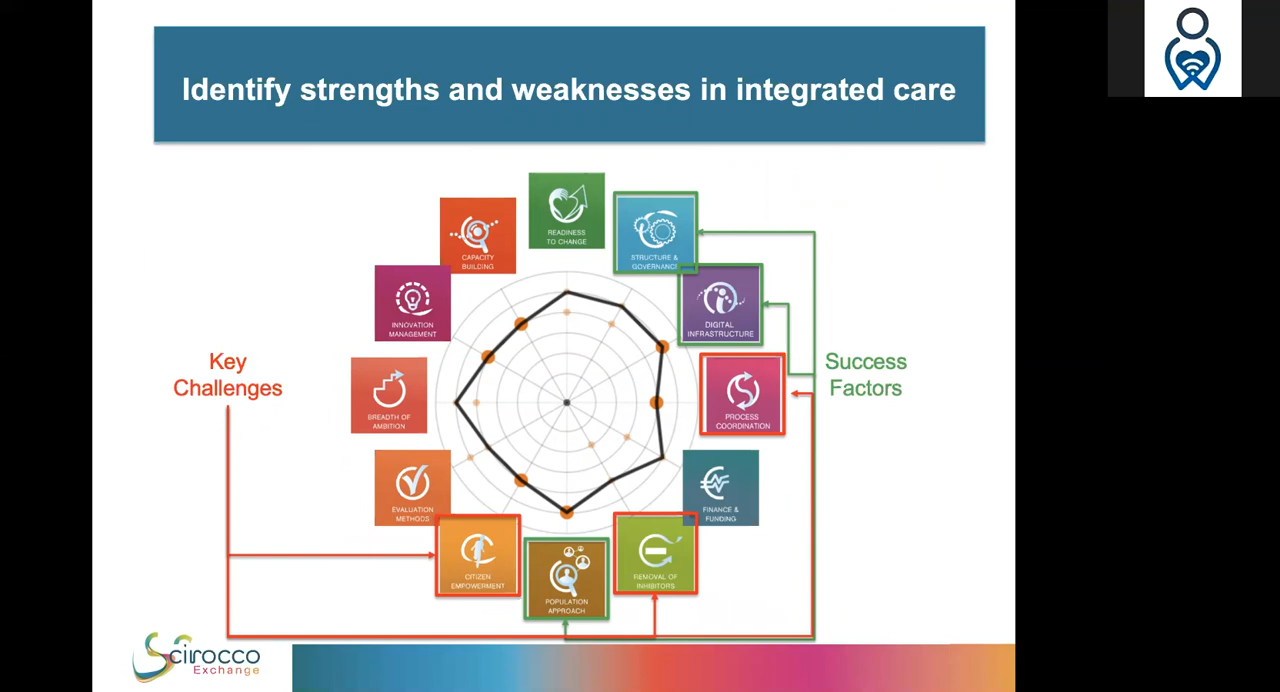 Identify strengths and weaknesses in integrated care
READINESS
TO CHANGE
STRUCTURE &
GOVERNANCE
DIGITAL
INFRASTRUCTURE
PROCESS
COORDINATION
FINANCE &
FUNDING
REMOVAL OF
INHIBITORS
POPULATION
APPROACH
CITIZEN
EMPOWERMENT
EVALUATION
METHODS
BREADTH OF
AMBITION
INNOVATION
MANAGEMENT
CAPACITY
BUILDING
Key
Challenges
Success
Factors
Scirocco
Exchange